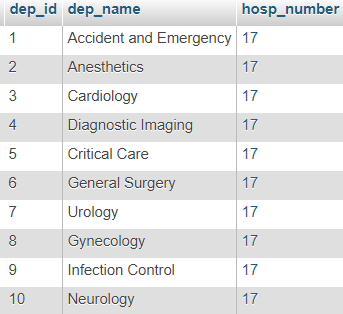 dep_id dep_name hosp_number
1 Accident and Emergency 17
2 Anesthetics 17
3 Cardiology 17
4 Diagnostic Imaging 17
5 Critical Care 17
6 General Surgery 17
7 Urology 17
8 Gynecology 17
9 Infection Control 17
10 Neurology 17